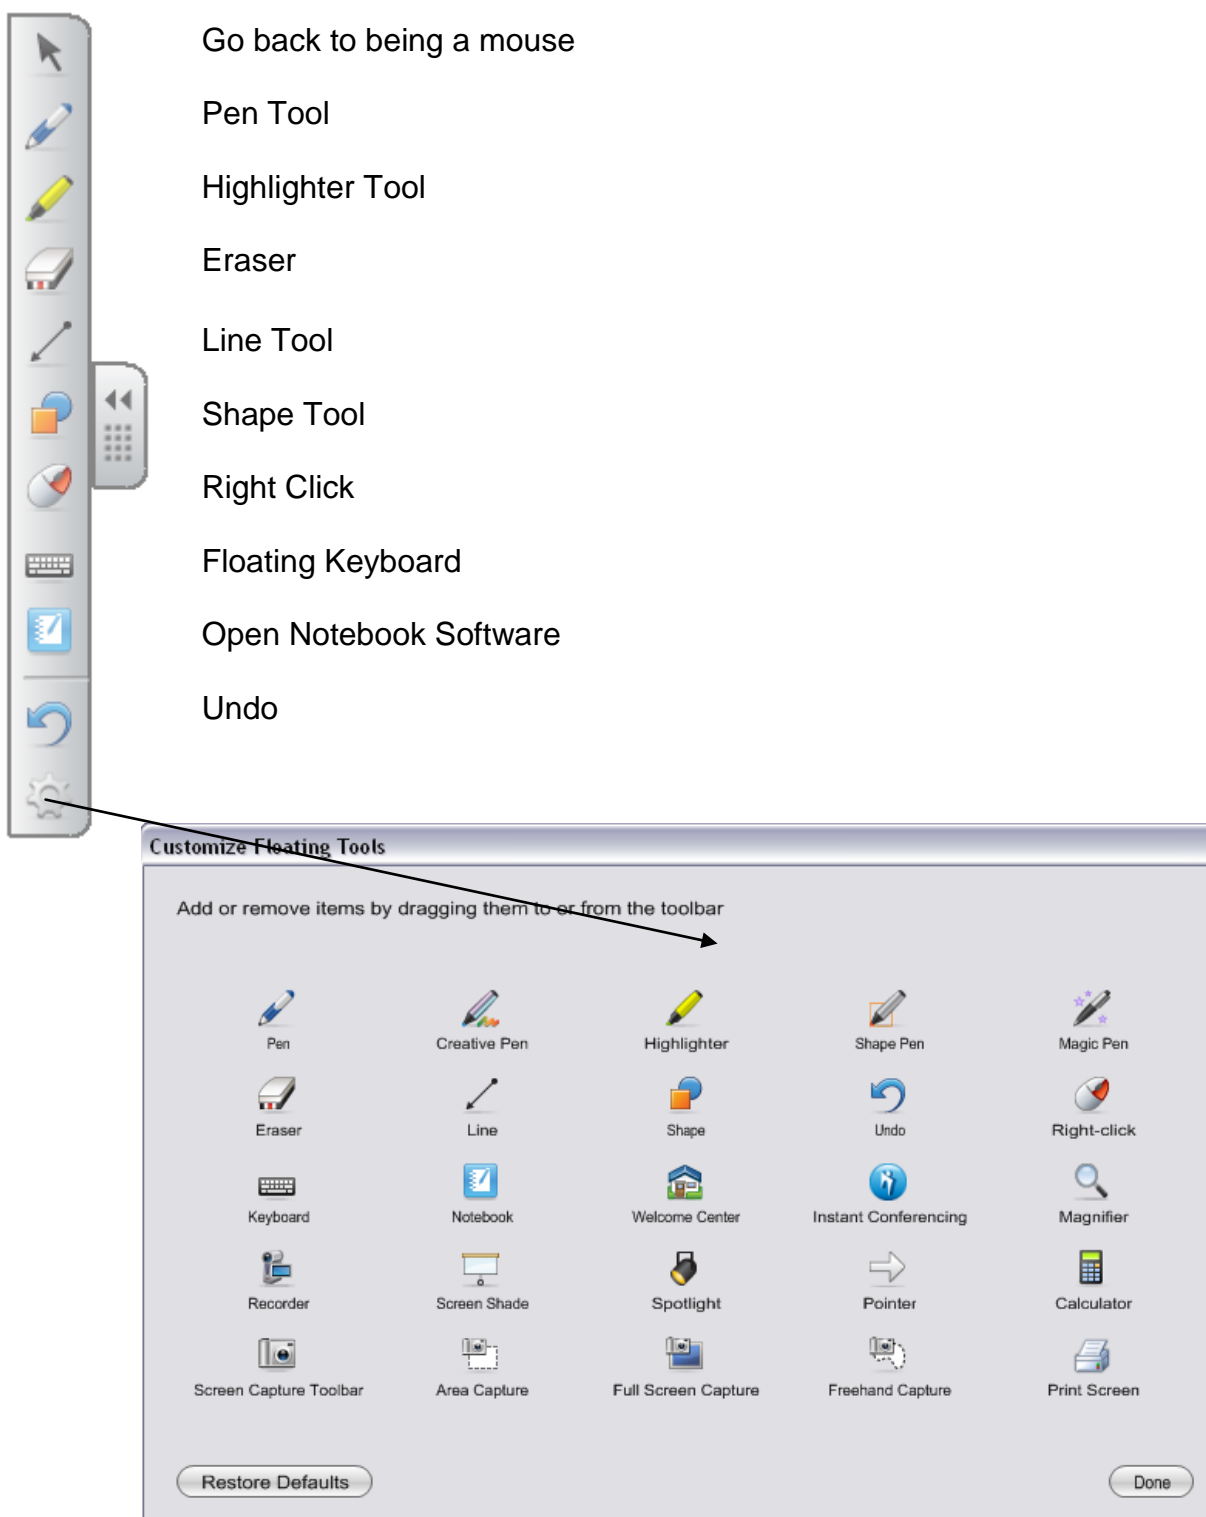 Go back to being a mouse
Pen Tool
Highlighter Tool
Eraser
Line Tool
Shape Tool
Right Click
Floating Keyboard
Open Notebook Software
Undo
Customize Floating Tools
Add or remove items by dragging them to or from the toolbar
Pen Creative Pen Highlighter Shape Pen Magic Pen
Eraser Line Shape Undo Right-click
Keyboard Notebook Welcome Center Instant Conferencing Magnifier
Recorder Screen Shade Spotlight Pointer Calculator
Screen Capture Toolbar Area Capture Full Screen Capture Freehand Capture Print Screen
Restore Defaults Done